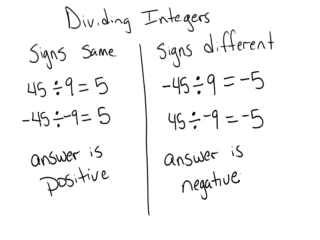 Dividing Integers
Signs same
45 ÷ 9 = 5
-45 ÷ -9 = 5
answer is
positive
Signs different
-45 ÷ 9 = -5
45 ÷ -9 = -5
answer is
negative